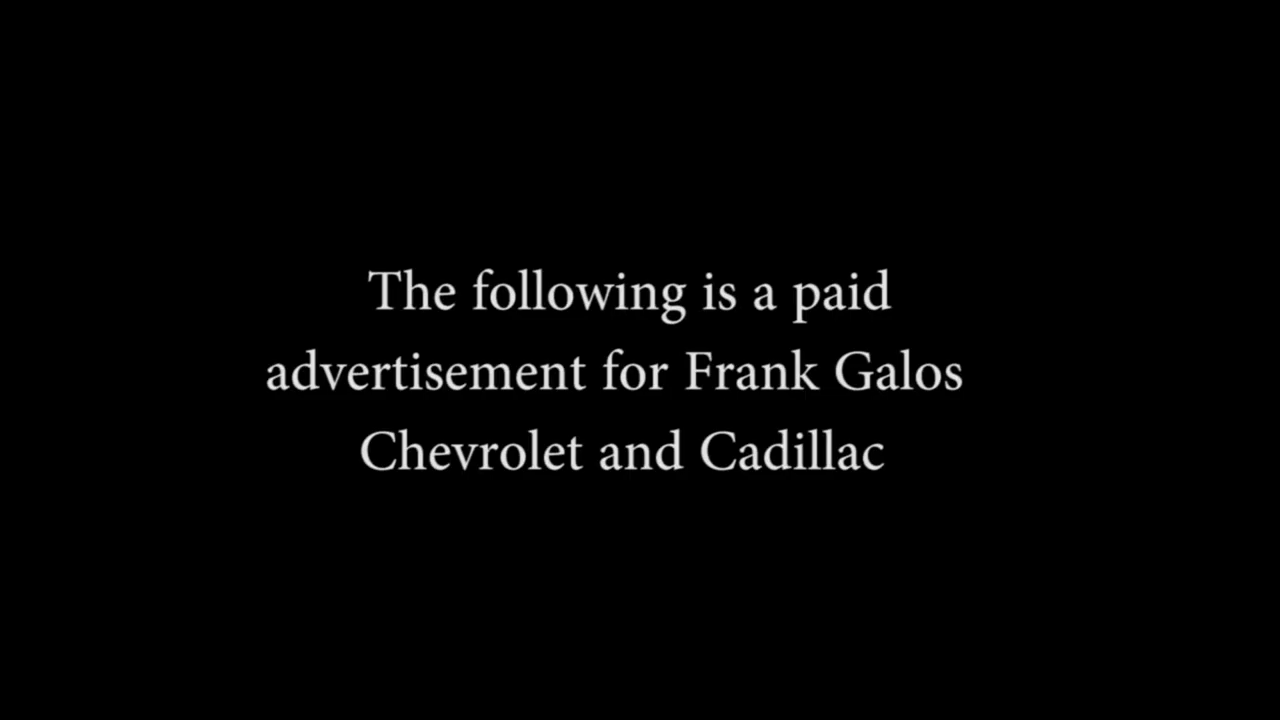 The following is a paid
advertisement for Frank Galos
Chevrolet and Cadillac